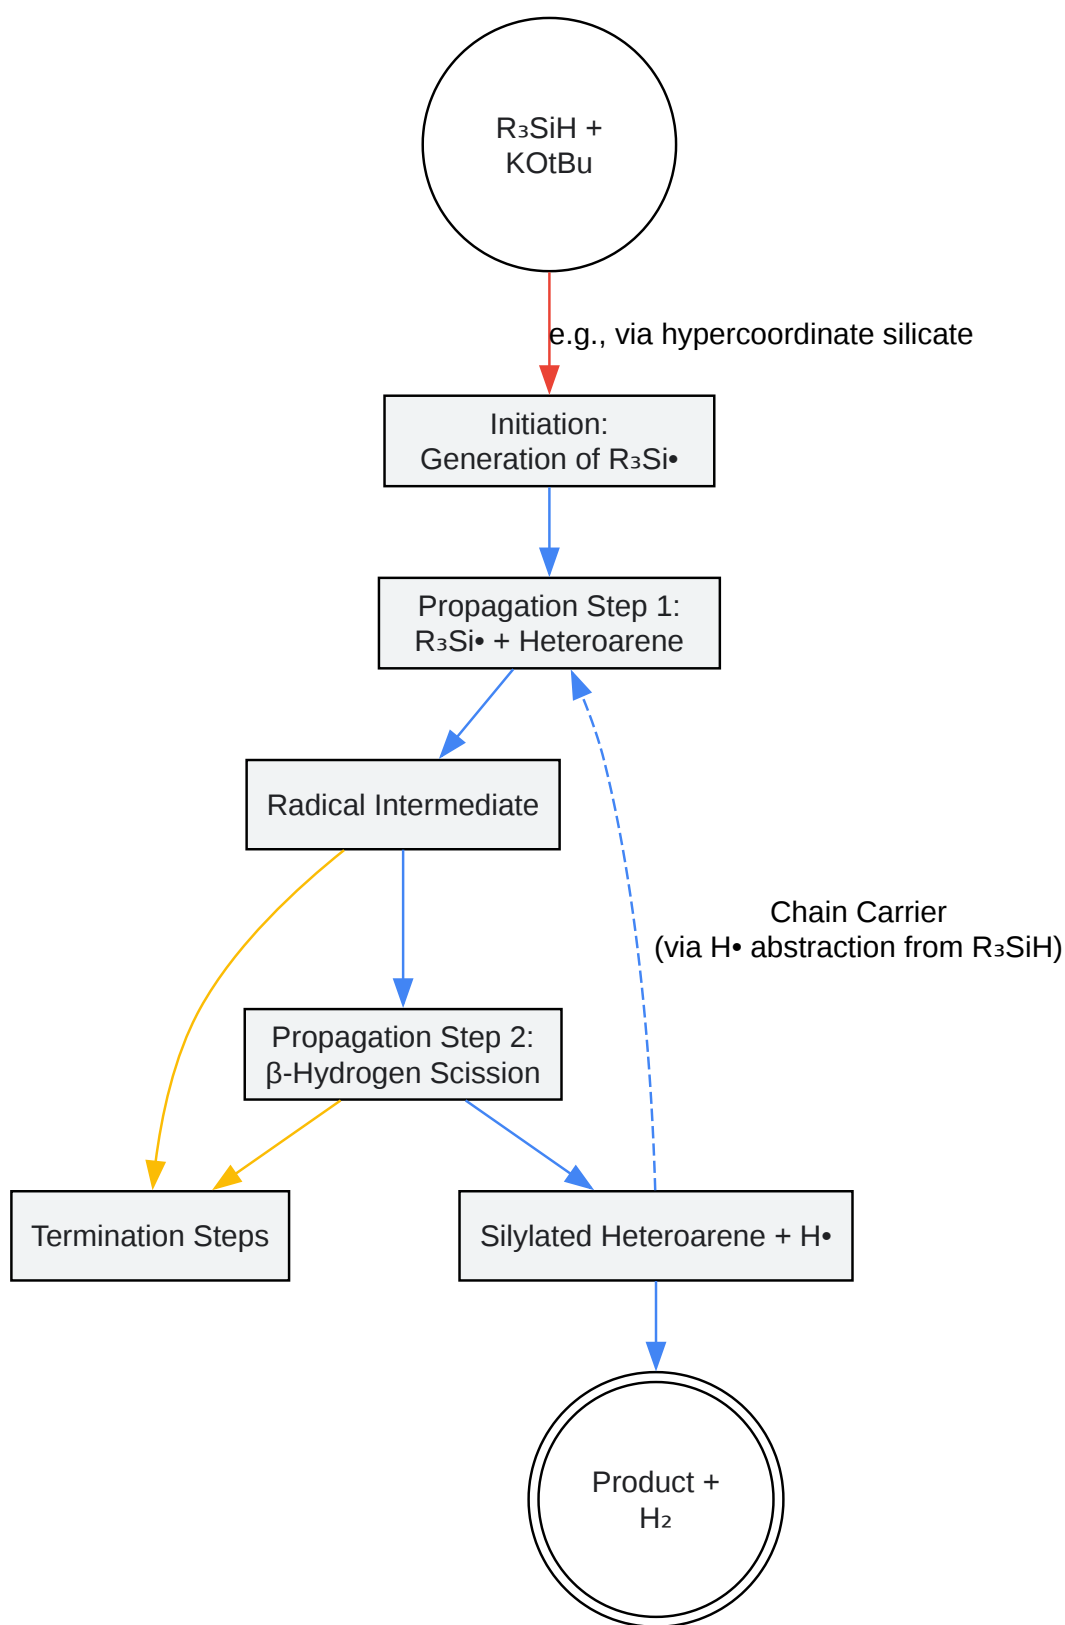 R₃SiH +
KOtBu
e.g., via hypercoordinate silicate
Initiation:
Generation of R₃Si•
Propagation Step 1:
R₃Si• + Heteroarene
Radical Intermediate
Chain Carrier
(via H• abstraction from R₃SiH)
Propagation Step 2:
β-Hydrogen Scission
Termination Steps
Silylated Heteroarene + H•
Product +
H₂